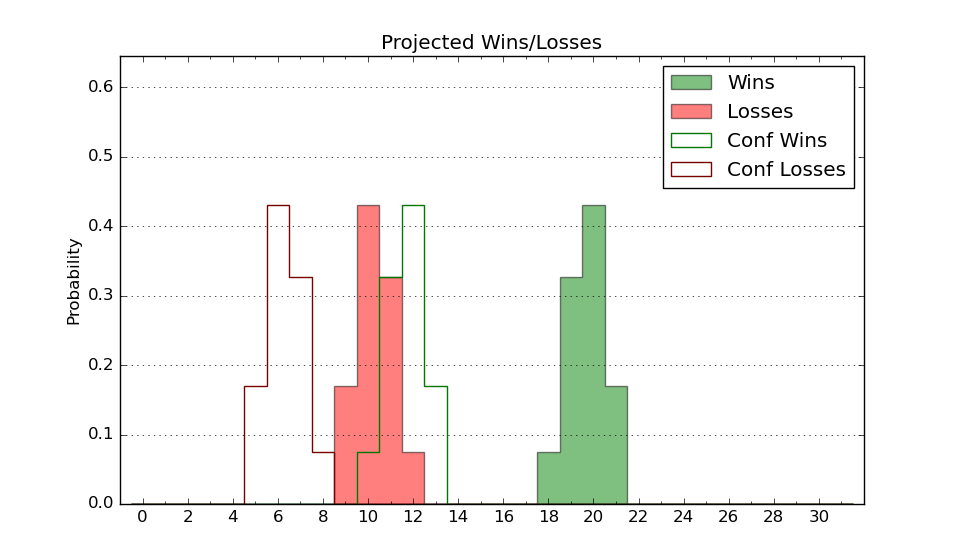 Projected Wins/Losses
0.6
0.5
0.4
0.3
0.2
0.1
0.0
Probability
Wins
Losses
Conf Wins
Conf Losses
0 2 4 6 8 10 12 14 16 18 20 22 24 26 28 30